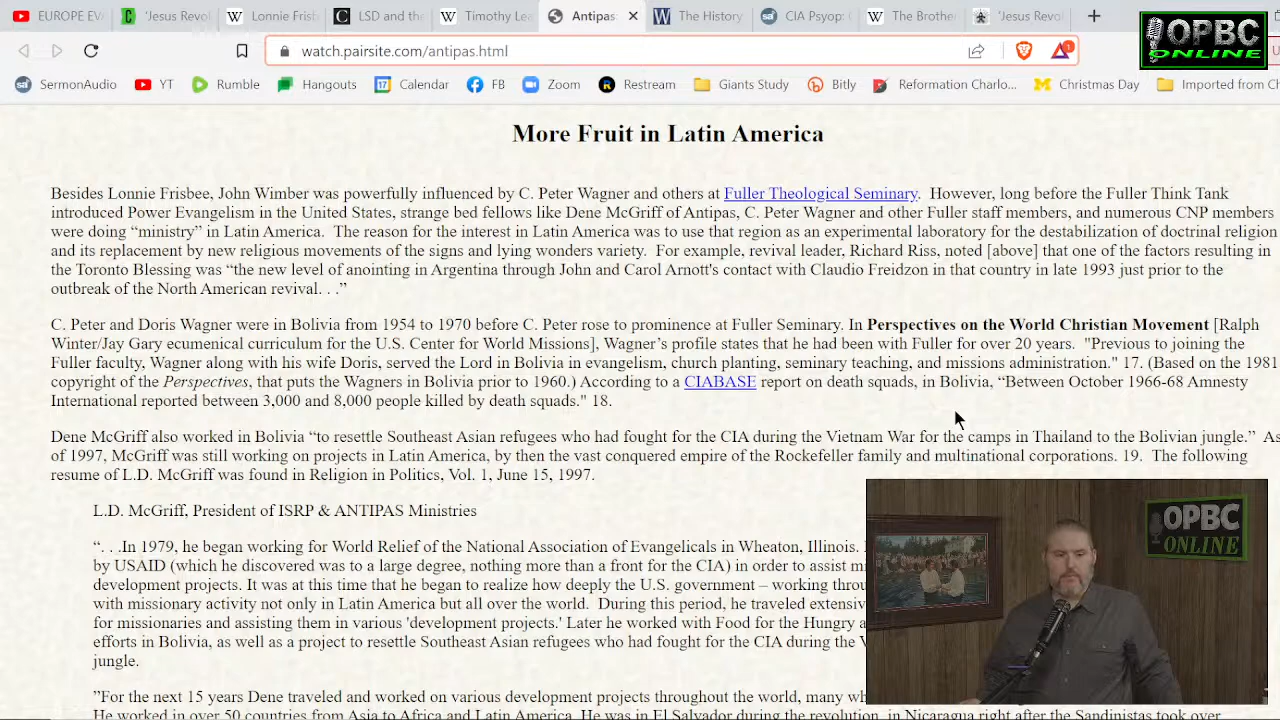 EUROPE EV
'Jesus Revol
Lonnie Frisb
LSD and the
Timo
Lea
Antipas
The History
CIA Psyop:
The Brother
'Jesus Revol
OPBC
ONLINE
watch.pairsite.com/antipas.html
1
SermonAudio
YT
Rumble
Hangouts
17
Calendar
FB
Zoom
R
Restream
Giants Study
Bitly
Reformation Charlo...
Christmas Day
Imported from C
More Fruit in Latin America
Besides Lonnie Frisbee, John Wimber was powerfully influenced by C. Peter Wagner and others at Fuller Theological Seminary. However, long before the Fuller Think Tank
introduced Power Evangelism in the United States, strange bed fellows like Dene McGriff of Antipas, C. Peter Wagner and other Fuller staff members, and numerous CNP members
were doing “ministry” in Latin America. The reason for the interest in Latin America was to use that region as an experimental laboratory for the destabilization of doctrinal religion
and its replacement by new religious movements of the signs and lying wonders variety. For example, revival leader, Richard Riss, noted [above] that one of the factors resulting in
the Toronto Blessing was “the new level of anointing in Argentina through John and Carol Arnott's contact with Claudio Freidzon in that country in late 1993 just prior to the
outbreak of the North American revival. . .”
C. Peter and Doris Wagner were in Bolivia from 1954 to 1970 before C. Peter rose to prominence at Fuller Seminary. In Perspectives on the World Christian Movement [Ralph
Winter/Jay Gary ecumenical curriculum for the U.S. Center for World Missions], Wagner’s profile states that he had been with Fuller for over 20 years. "Previous to joining the
Fuller faculty, Wagner along with his wife Doris, served the Lord in Bolivia in evangelism, church planting, seminary teaching, and missions administration." 17. (Based on the 1981
copyright of the Perspectives, that puts the Wagners in Bolivia prior to 1960.) According to a CIABASE report on death squads, in Bolivia, “Between October 1966-68 Amnesty
International reported between 3,000 and 8,000 people killed by death squads." 18.
Dene McGriff also worked in Bolivia “to resettle Southeast Asian refugees who had fought for the CIA during the Vietnam War for the camps in Thailand to the Bolivian jungle.” As
of 1997, McGriff was still working on projects in Latin America, by then the vast conquered empire of the Rockefeller family and multinational corporations. 19. The following
resume of L.D. McGriff was found in Religion in Politics, Vol. 1, June 15, 1997.
L.D. McGriff, President of ISRP & ANTIPAS Ministries
“. . .In 1979, he began working for World Relief of the National Association of Evangelicals in Wheaton, Illinois.
by USAID (which he discovered was to a large degree, nothing more than a front for the CIA) in order to assist mi
development projects. It was at this time that he began to realize how deeply the U.S. government – working throu
with missionary activity not only in Latin America but all over the world. During this period, he traveled extensiv
for missionaries and assisting them in various 'development projects.' Later he worked with Food for the Hungry a
efforts in Bolivia, as well as a project to resettle Southeast Asian refugees who had fought for the CIA during the V
jungle.
”For the next 15 years Dene traveled and worked on various development projects throughout the world, many wh
He worked in over 50 countries from Asia to Africa and Latin America. He was in El Salvador during the revolution, in Nicaragua right after the Sandinistas took over
OPBC
ONLINE